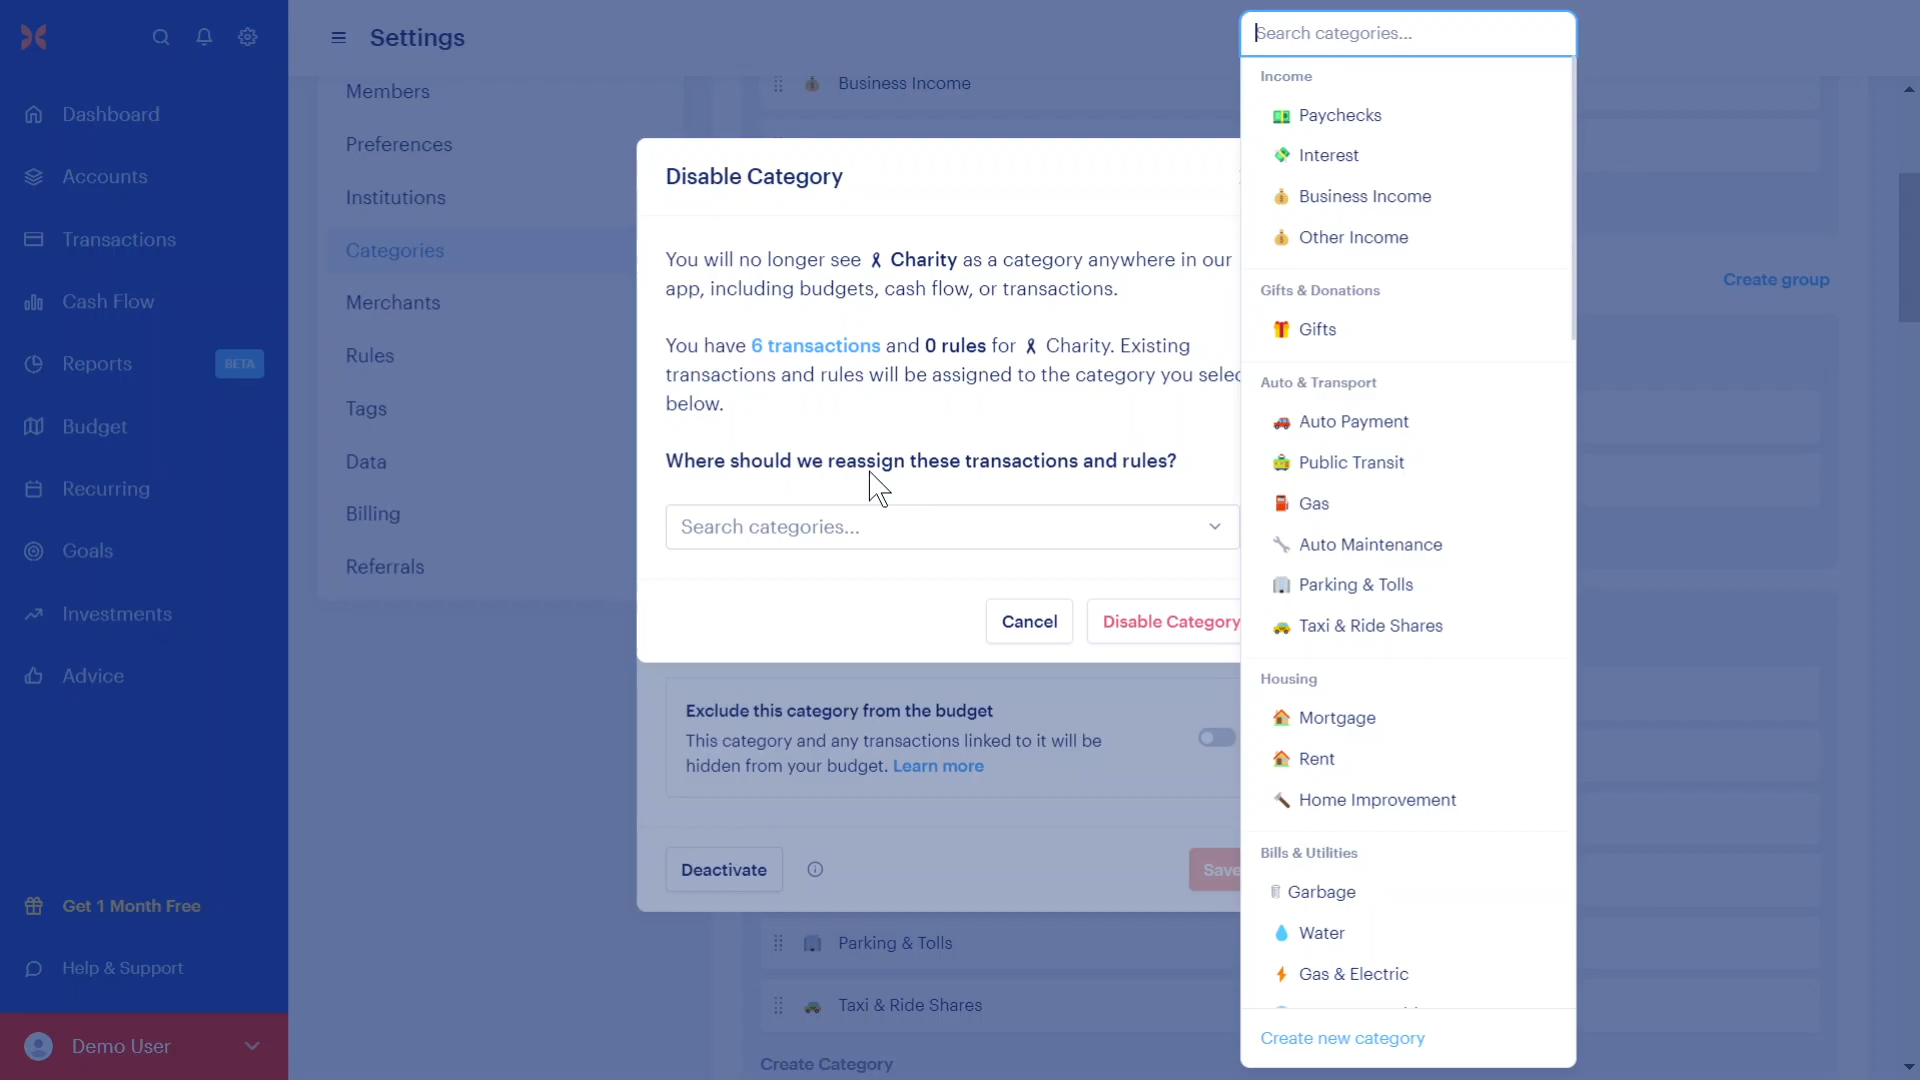 Settings
Dashboard
Accounts
Transactions
Cash Flow
Reports
BETA
Budget
Recurring
Goals
Investments
Advice
Get 1 Month Free
Help & Support
Demo User
Members
Preferences
Institutions
Categories
Merchants
Rules
Tags
Data
Billing
Referrals
Business Income
Create group
Disable Category
You will no longer see Charity as a category anywhere in our
app, including budgets, cash flow, or transactions.
You have 6 transactions and 0 rules for Charity. Existing
transactions and rules will be assigned to the category you selec
below.
Where should we reassign these transactions and rules?
Search categories...
Cancel
Disable Category
Exclude this category from the budget
This category and any transactions linked to it will be
hidden from your budget. Learn more
Deactivate
Save
Parking & Tolls
Taxi & Ride Shares
Create Category
Search categories...
Income
Paychecks
Interest
Business Income
Other Income
Gifts & Donations
Gifts
Auto & Transport
Auto Payment
Public Transit
Gas
Auto Maintenance
Parking & Tolls
Taxi & Ride Shares
Housing
Mortgage
Rent
Home Improvement
Bills & Utilities
Garbage
Water
Gas & Electric
Create new category